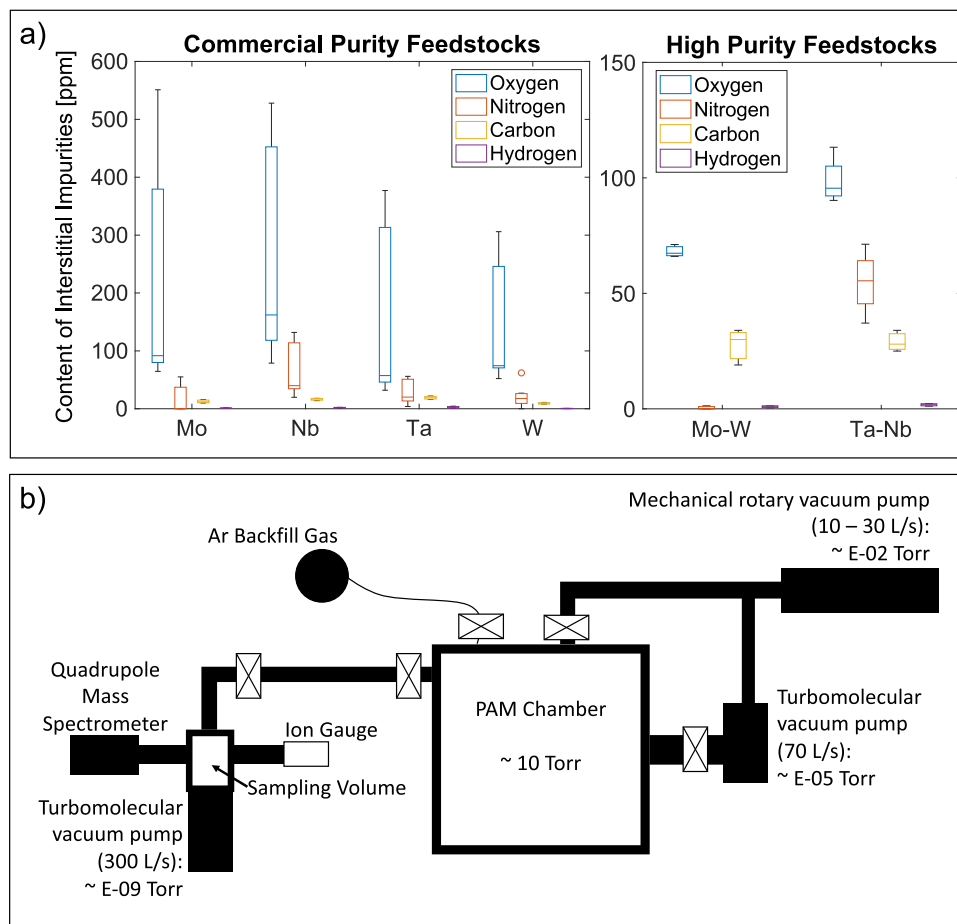 a)
Commercial Purity Feedstocks
High Purity Feedstocks
Content of Interstitial Impurities [ppm]
600
500
400
300
200
100
0
Oxygen
Nitrogen
Carbon
Hydrogen
Mo
Nb
Ta
W
150
100
50
0
Oxygen
Nitrogen
Carbon
Hydrogen
Mo-W
Ta-Nb
b)
Ar Backfill Gas
Mechanical rotary vacuum pump
(10 – 30 L/s):
~ E-02 Torr
Quadrupole
Mass
Spectrometer
Ion Gauge
Sampling Volume
Turbomolecular
vacuum pump
(300 L/s):
~ E-09 Torr
PAM Chamber
~ 10 Torr
Turbomolecular
vacuum pump
(70 L/s):
~ E-05 Torr